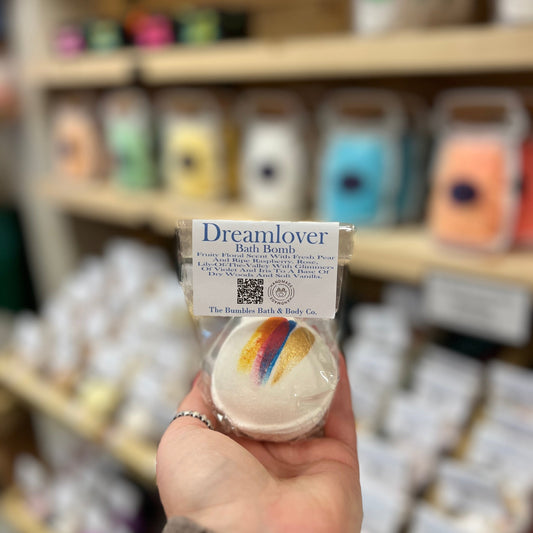 Dreamlover
Bath Bomb
Fruity Floral Scent With Fresh Pear
And Ripe Raspberry, Rose,
Lily-Of-The-Valley With Glimmers
Of Violet And Iris To A Base Of
Dry Woods And Soft Vanilla.
The Bumbles Bath & Body Co.